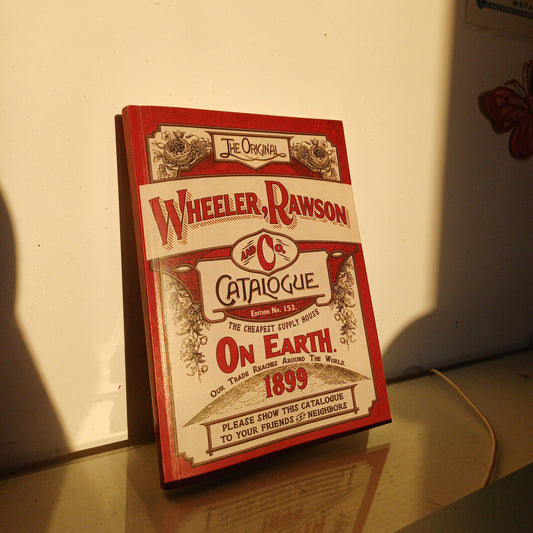 THE ORIGINAL
WHEELER, RAWSON
AND CO.
CATALOGUE
EDITION No. 153.
THE CHEAPEST SUPPLY HOUSE
ON EARTH.
OUR TRADE REACHES AROUND THE WORLD
1899
PLEASE SHOW THIS CATALOGUE
TO YOUR FRIENDS AND NEIGHBORS